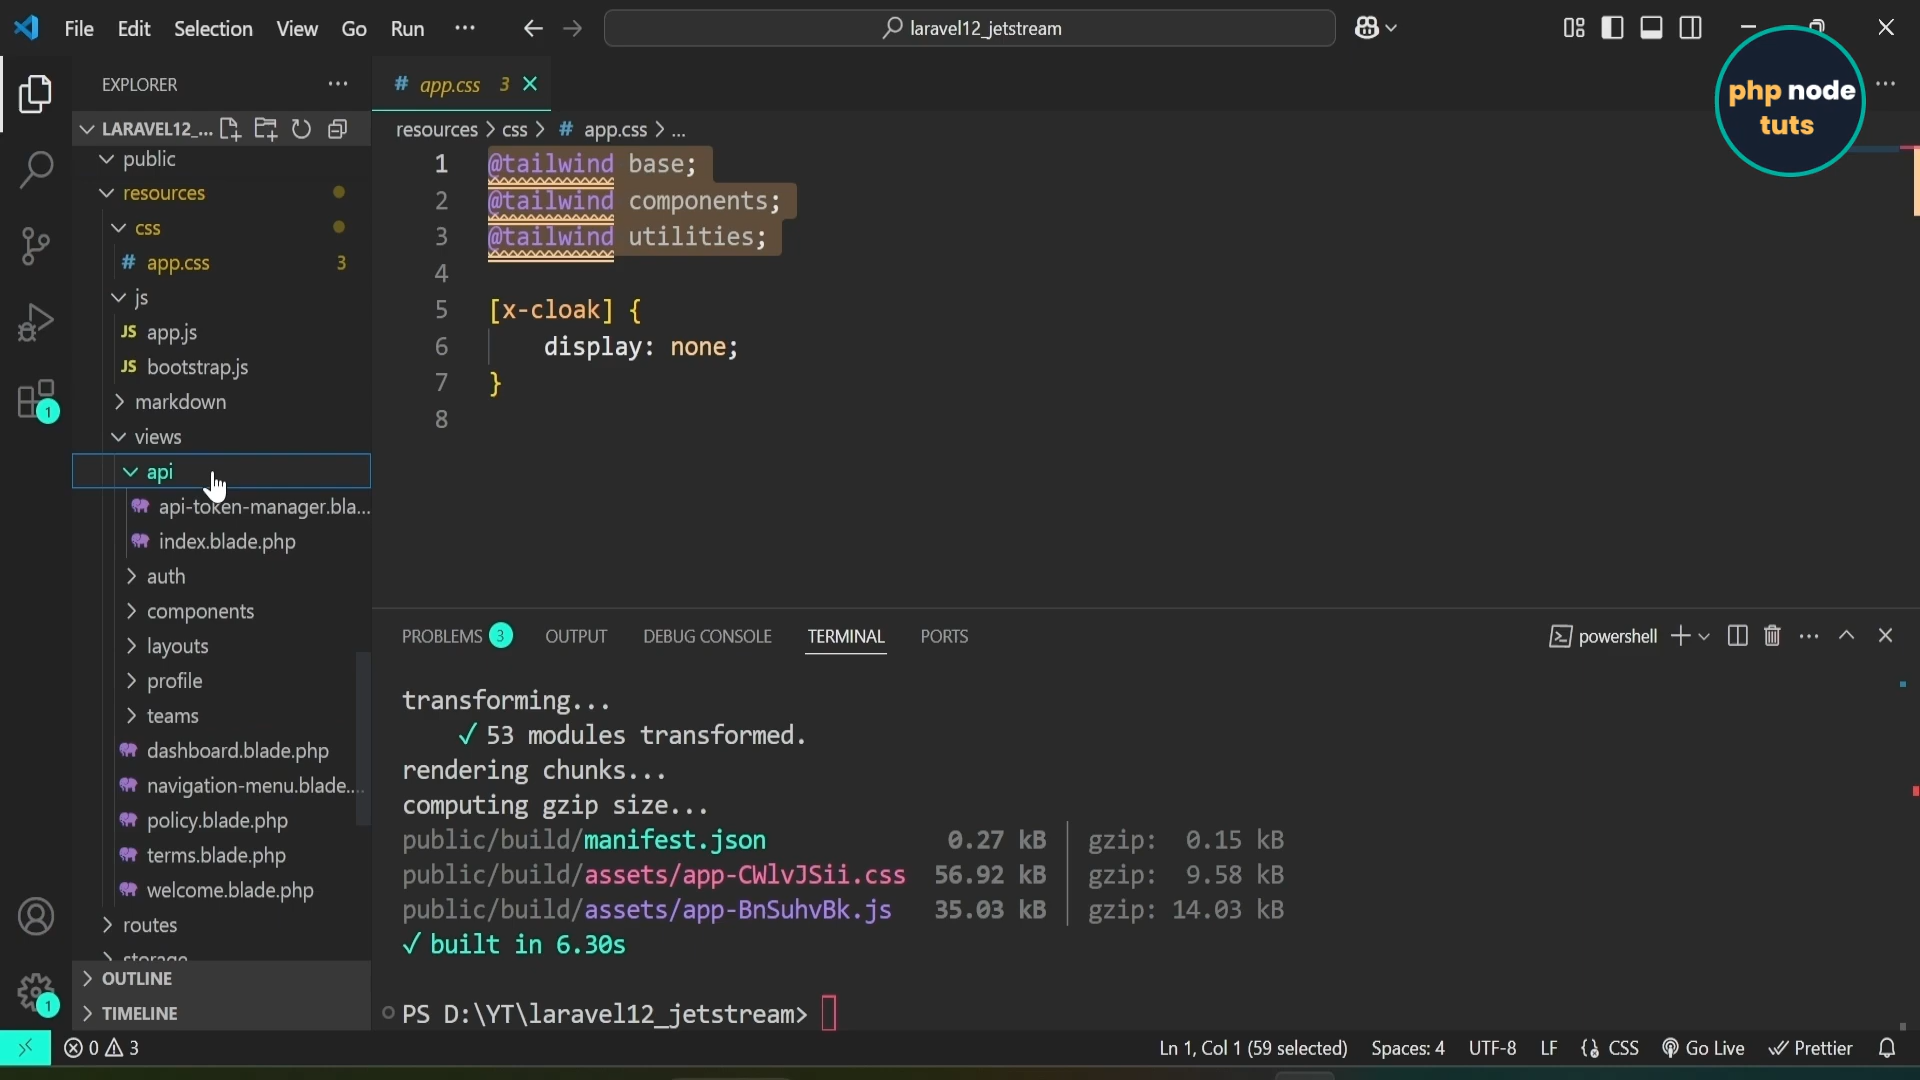 File Edit Selection View Go Run ··· laravel12_jetstream
php node
tuts
EXPLORER
LARAVEL12_...
public
resources
css
# app.css 3
js
JS app.js
JS bootstrap.js
markdown
views
api
api-token-manager.bla...
index.blade.php
auth
components
layouts
profile
teams
dashboard.blade.php
navigation-menu.blade....
policy.blade.php
terms.blade.php
welcome.blade.php
routes
storage
OUTLINE
TIMELINE
1
1
# app.css 3
resources > css > # app.css > ...
1 @tailwind base;
2 @tailwind components;
3 @tailwind utilities;
4
5 [x-cloak] {
6 display: none;
7 }
8
PROBLEMS 3 OUTPUT DEBUG CONSOLE TERMINAL PORTS powershell
transforming...
✓ 53 modules transformed.
rendering chunks...
computing gzip size...
public/build/manifest.json 0.27 kB │ gzip: 0.15 kB
public/build/assets/app-CWlvJSii.css 56.92 kB │ gzip: 9.58 kB
public/build/assets/app-BnSuhvBk.js 35.03 kB │ gzip: 14.03 kB
✓ built in 6.30s
PS D:\YT\laravel12_jetstream>
0 3 Ln 1, Col 1 (59 selected) Spaces: 4 UTF-8 LF CSS Go Live Prettier